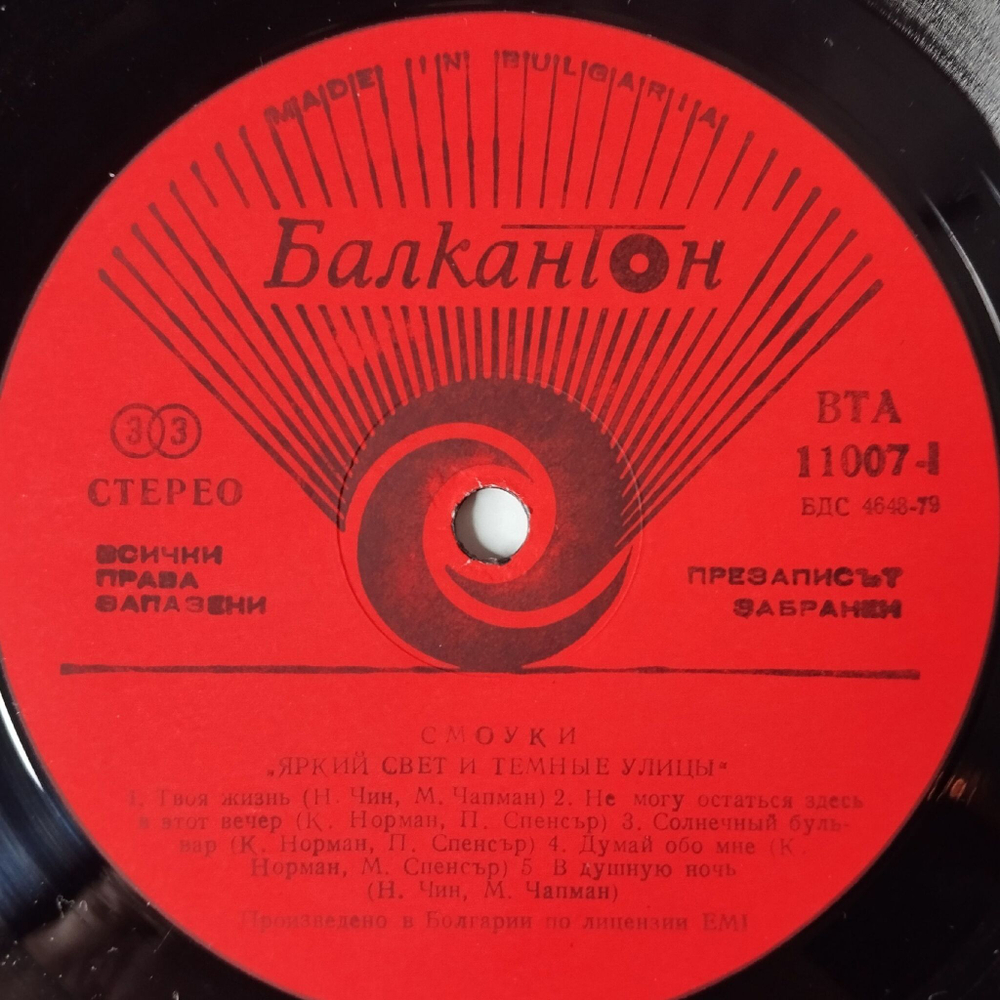 MADE IN BULGARIA
Балкантон
33
СТЕРЕО
ВТА
11007-I
БДС 4648-79
ВСИЧКИ
ПРАВА
ЗАПАЗЕНИ
ПРЕЗАПИСЪТ
ЗАБРАНЕН
СМОУКИ
„ЯРКИЙ СВЕТ И ТЕМНЫЕ УЛИЦЫ“
1. Твоя жизнь (Н. Чин, М. Чапман) 2. Не могу остаться здесь
в этот вечер (К. Норман, П. Спенсър) 3. Солнечный буль-
вар (К. Норман, П. Спенсър) 4. Думай обо мне (К.
Норман, М. Спенсър) 5 В душную ночь
(Н. Чин, М. Чапман)
Произведено в Болгарии по лицензии EMI